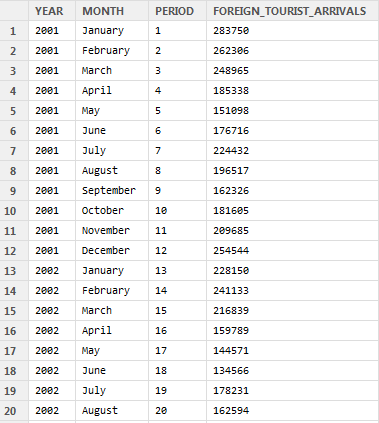 YEAR MONTH PERIOD FOREIGN_TOURIST_ARRIVALS
1 2001 January 1 283750
2 2001 February 2 262306
3 2001 March 3 248965
4 2001 April 4 185338
5 2001 May 5 151098
6 2001 June 6 176716
7 2001 July 7 224432
8 2001 August 8 196517
9 2001 September 9 162326
10 2001 October 10 181605
11 2001 November 11 209685
12 2001 December 12 254544
13 2002 January 13 228150
14 2002 February 14 241133
15 2002 March 15 216839
16 2002 April 16 159789
17 2002 May 17 144571
18 2002 June 18 134566
19 2002 July 19 178231
20 2002 August 20 162594